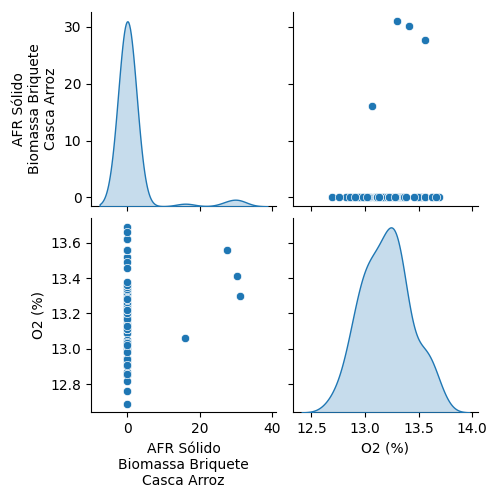 AFR Sólido
Biomassa Briquete
Casca Arroz
30
20
10
0
O2 (%)
13.6
13.4
13.2
13.0
12.8
0
20
40
AFR Sólido
Biomassa Briquete
Casca Arroz
12.5
13.0
13.5
14.0
O2 (%)